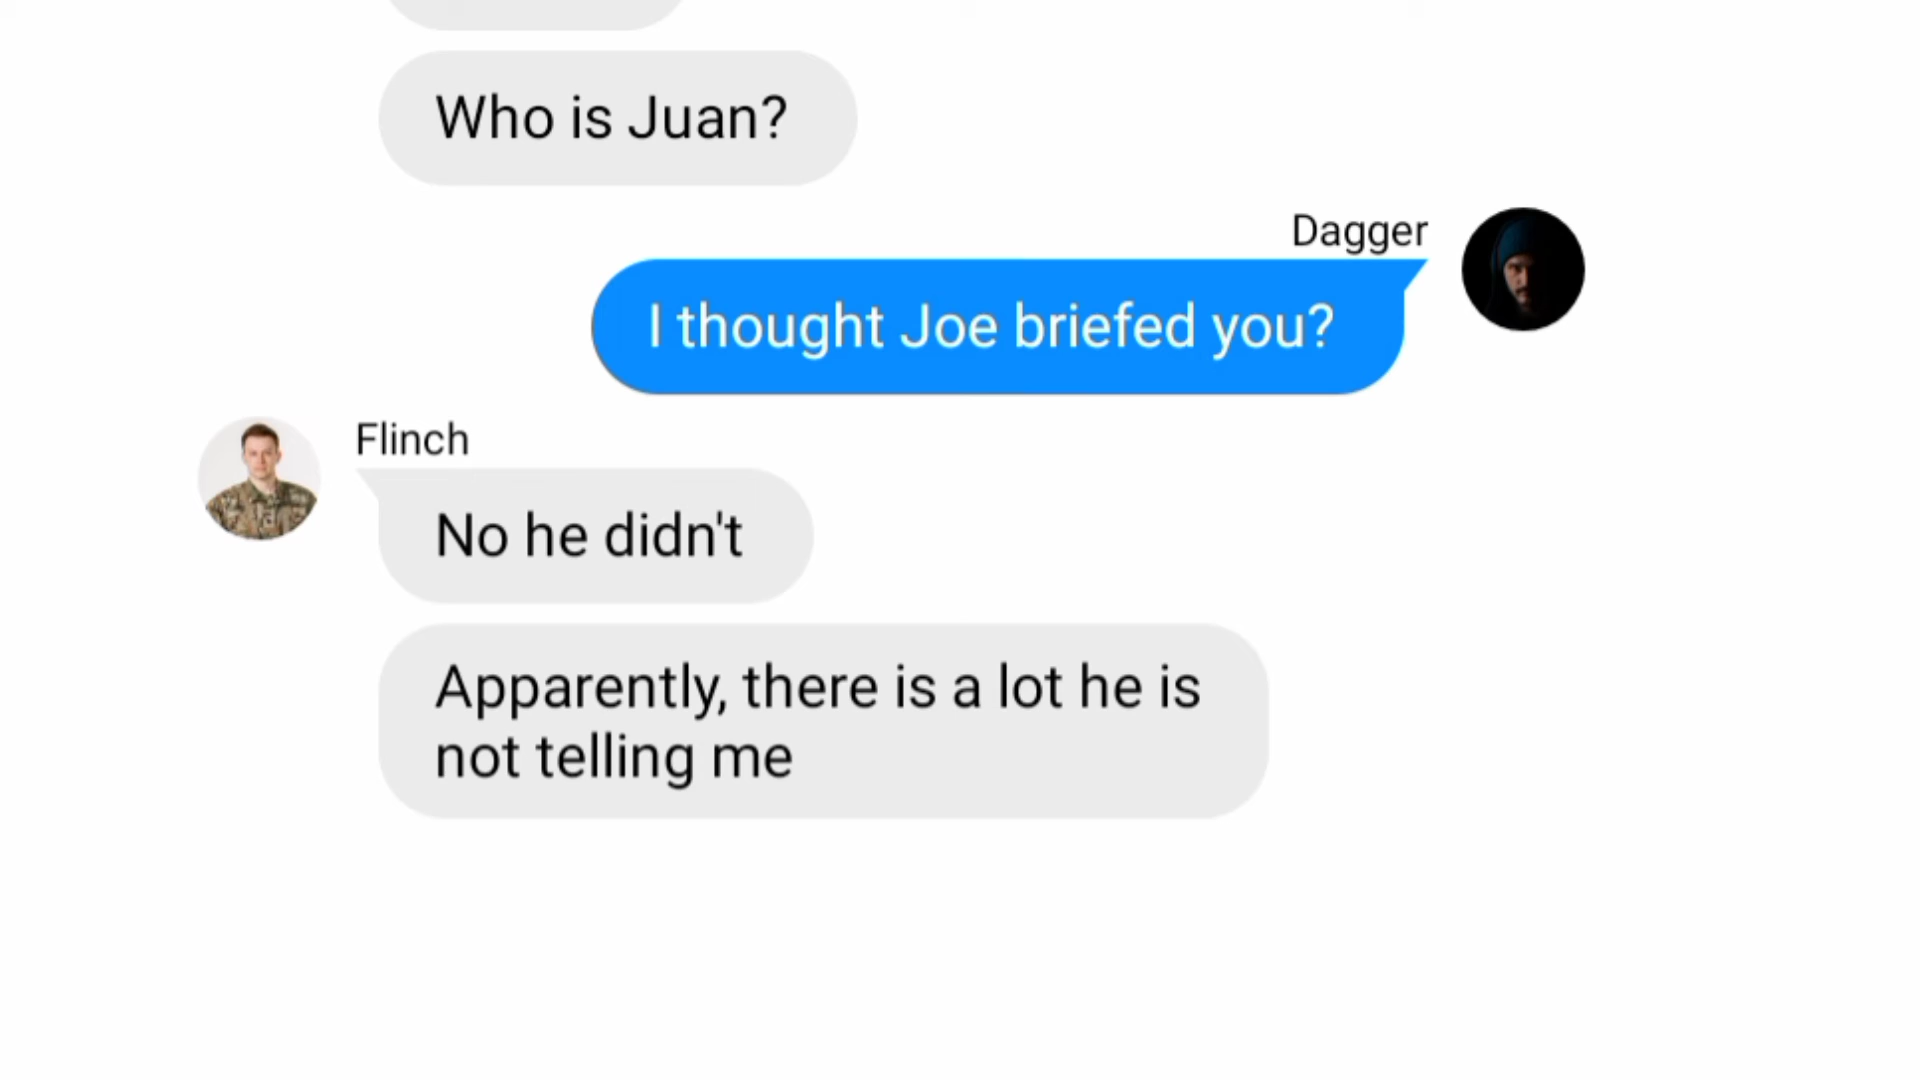 Who is Juan?
Dagger
I thought Joe briefed you?
Flinch
No he didn't
Apparently, there is a lot he is
not telling me